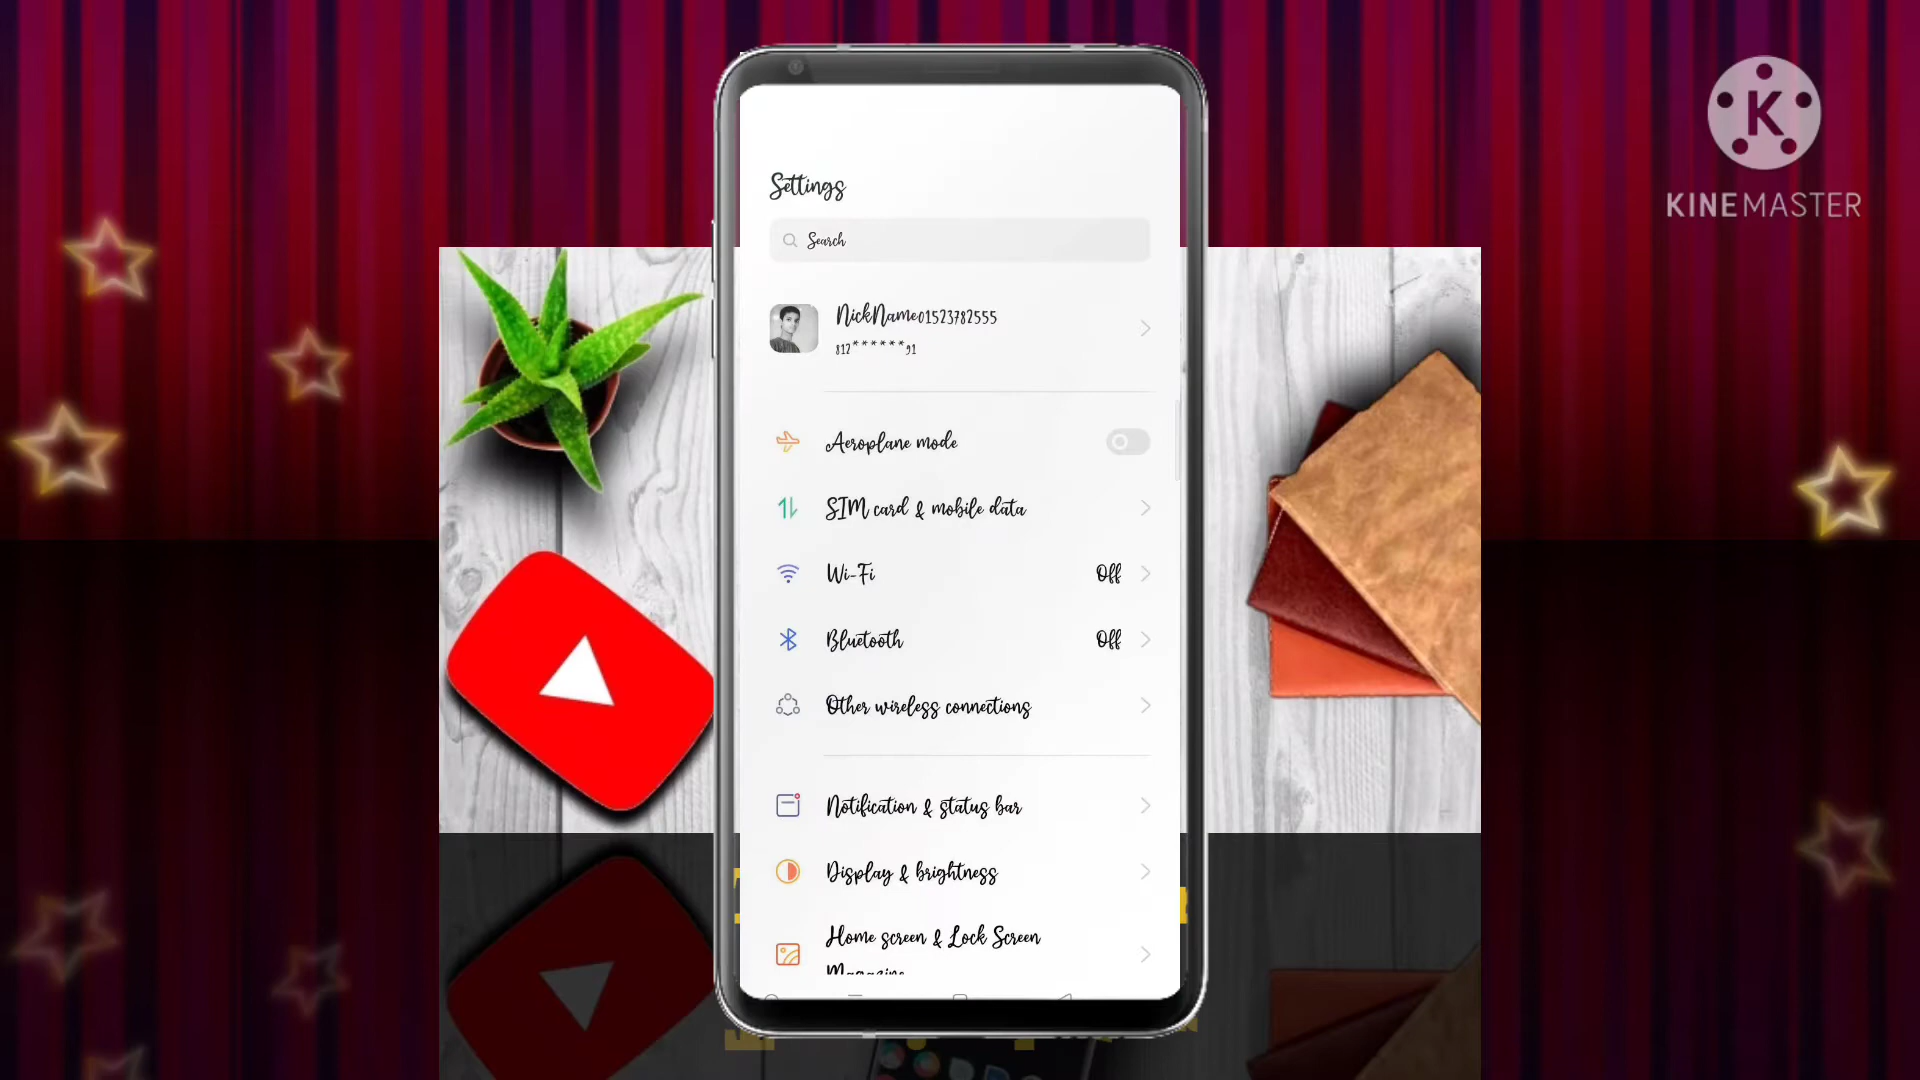 K
KINEMASTER
Settings
Search
NickName01523782555
812******91
Aeroplane mode
SIM card & mobile data
Wi-Fi Off
Bluetooth Off
Other wireless connections
Notification & status bar
Display & brightness
Home screen & Lock Screen
Magazine